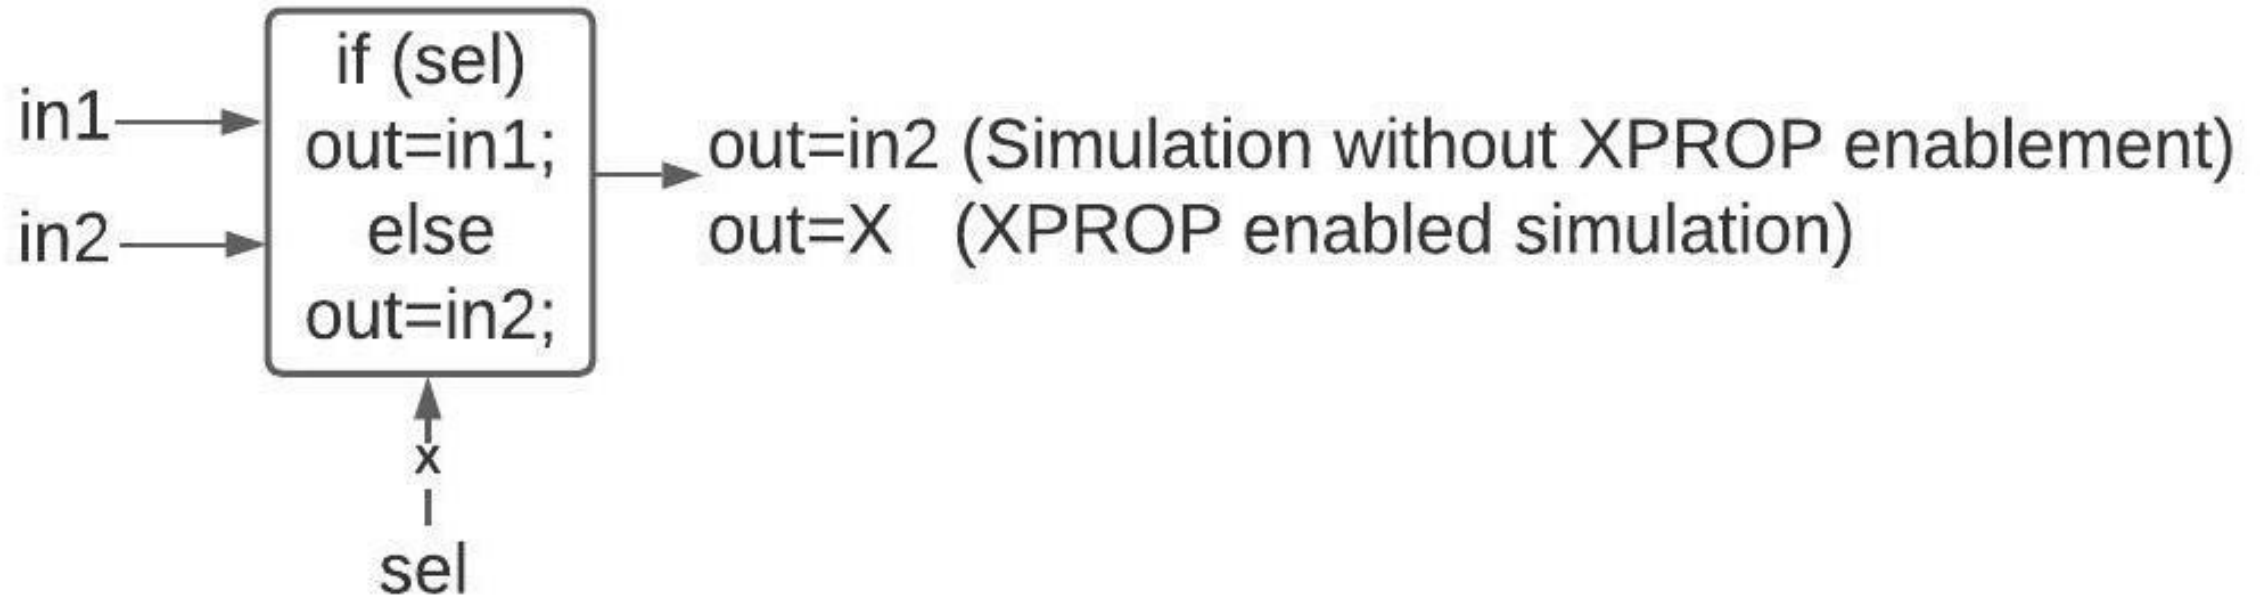 in1
in2
if (sel)
out=in1;
else
out=in2;
x
sel
out=in2 (Simulation without XPROP enablement)
out=X (XPROP enabled simulation)